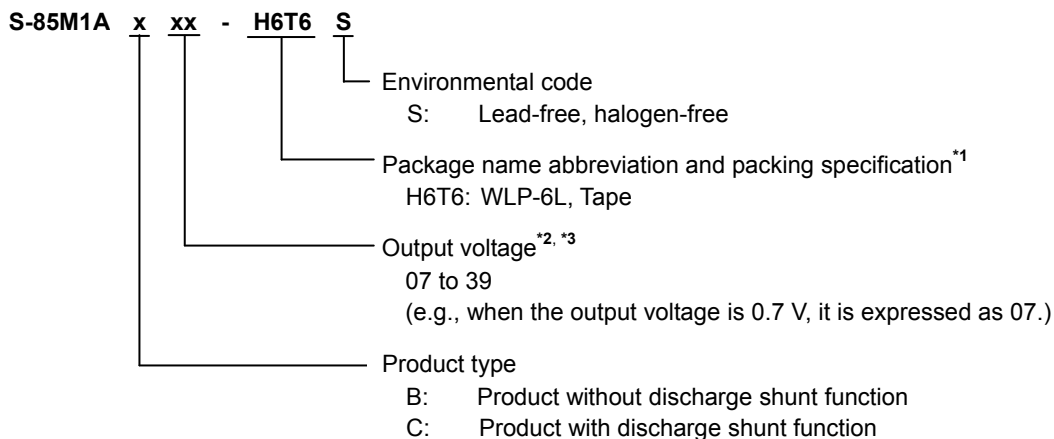 S-85M1A x xx - H6T6 S
Environmental code
S: Lead-free, halogen-free
Package name abbreviation and packing specification*1
H6T6: WLP-6L, Tape
Output voltage*2, *3
07 to 39
(e.g., when the output voltage is 0.7 V, it is expressed as 07.)
Product type
B: Product without discharge shunt function
C: Product with discharge shunt function